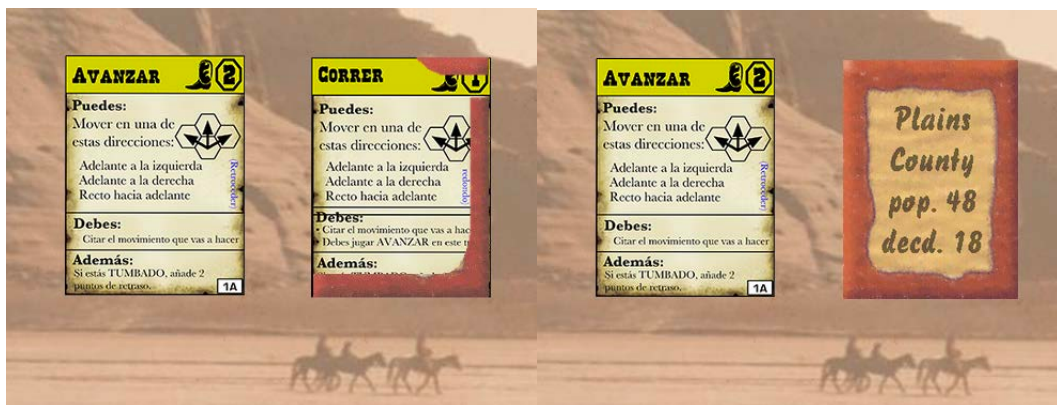 AVANZAR 2
Puedes:
Mover en una de
estas direcciones:
Adelante a la izquierda
Adelante a la derecha
Recto hacia adelante
(Retroceder)
Debes:
Citar el movimiento que vas a hacer
Además:
Si estás TUMBADO, añade 2
puntos de retraso.
1A
CORRER 1
Puedes:
Mover en una de
estas direcciones:
Adelante a la izquierda
Adelante a la derecha
Recto hacia adelante
redondo)
Debes:
• Citar el movimiento que vas a hac
• Debes jugar AVANZAR en este
Además:
AVANZAR 2
Puedes:
Mover en una de
estas direcciones:
Adelante a la izquierda
Adelante a la derecha
Recto hacia adelante
(Retroceder)
Debes:
Citar el movimiento que vas a hacer
Además:
Si estás TUMBADO, añade 2
puntos de retraso.
1A
Plains
County
pop. 48
decd. 18